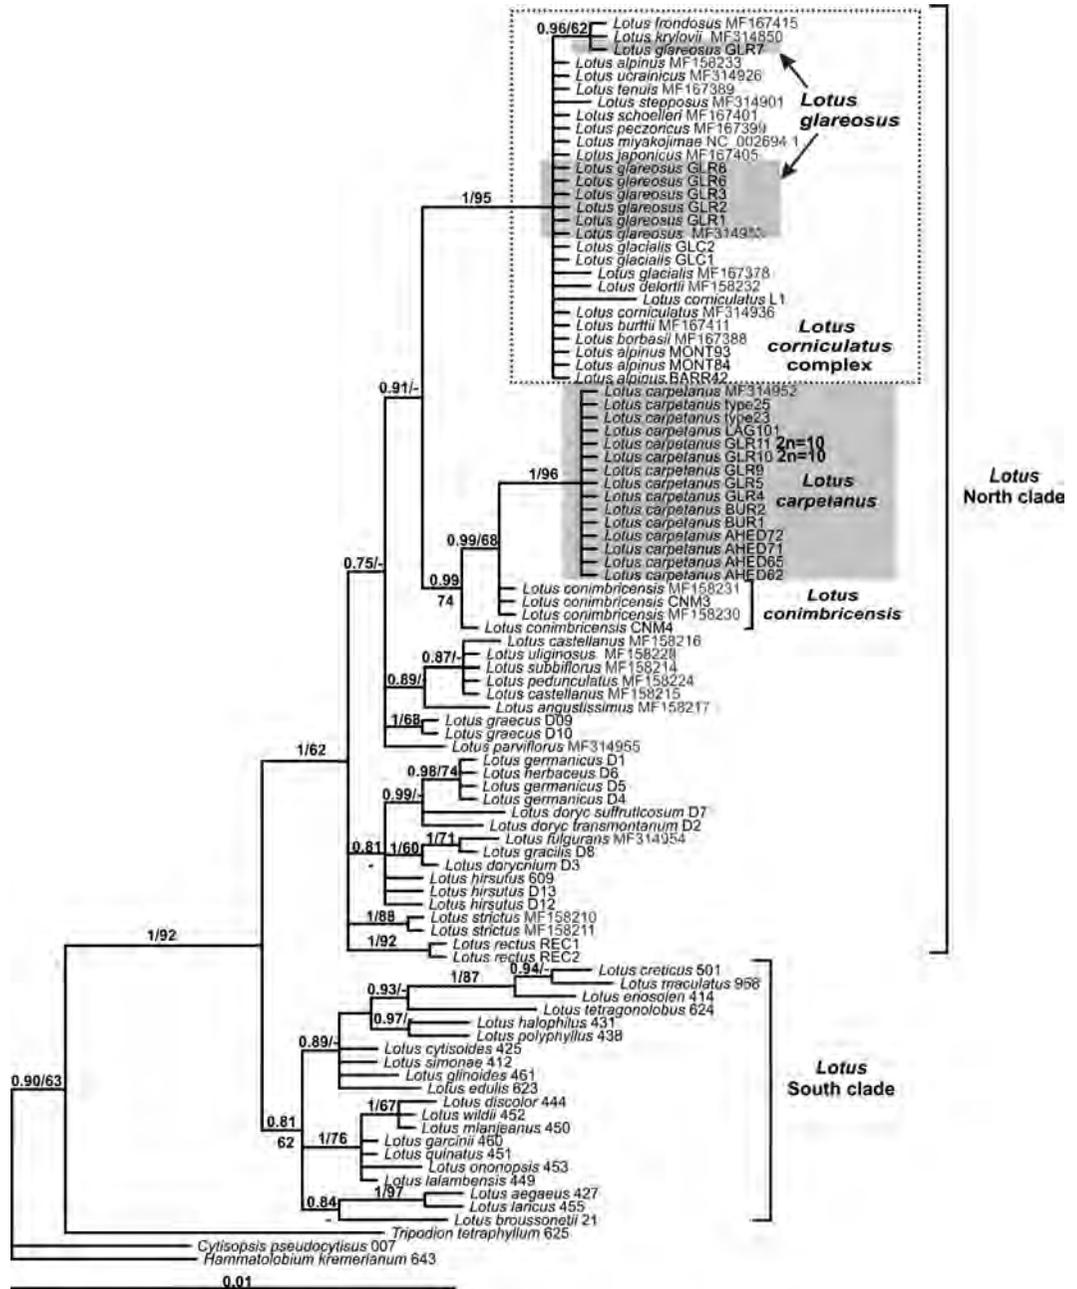 0.96/62
Lotus frondosus MF167415
Lotus krylovii MF314850
Lotus glareosus GLR7
Lotus alpinus MF158233
Lotus ucrainicus MF314926
Lotus tenuis MF167389
Lotus stepposus MF314901
Lotus schoelleri MF167401
Lotus peczoricus MF167399
Lotus miyakojimae NC_002694.1
Lotus japonicus MF167405
Lotus glareosus
Lotus glareosus GLR8
Lotus glareosus GLR6
Lotus glareosus GLR3
Lotus glareosus GLR2
Lotus glareosus GLR1
Lotus glareosus
1/95
Lotus glacialis GLC2
Lotus glacialis GLC1
Lotus glacialis MF167378
Lotus delortii MF158232
Lotus corniculatus L1
Lotus corniculatus MF314936
Lotus burttii MF167411
Lotus borbasii MF167388
Lotus alpinus MONT93
Lotus alpinus MONT84
Lotus alpinus BARR42
Lotus corniculatus complex
0.91/-
Lotus carpetanus MF314952
Lotus carpetanus type25
Lotus carpetanus type23
Lotus carpetanus LAG101
Lotus carpetanus GLR11 2n=10
Lotus carpetanus GLR10 2n=10
Lotus carpetanus GLR9
Lotus carpetanus GLR5
Lotus carpetanus GLR4
Lotus carpetanus BUR2
Lotus carpetanus BUR1
Lotus carpetanus AHED72
Lotus carpetanus AHED71
Lotus carpetanus AHED65
Lotus carpetanus AHED62
1/96
Lotus carpetanus
Lotus North clade
0.99/68
0.99
74
Lotus conimbricensis MF158231
Lotus conimbricensis CNM3
Lotus conimbricensis MF158230
Lotus conimbricensis CNM4
Lotus conimbricensis
0.75/-
Lotus castellanus MF158216
Lotus uliginosus
Lotus subbiflorus MF158214
Lotus pedunculatus MF158224
Lotus castellanus MF158215
Lotus angustissimus MF158217
0.87/-
0.89/
1/68
Lotus graecus D09
Lotus graecus D10
Lotus parviflorus MF314955
1/62
Lotus germanicus D1
Lotus herbaceus D6
Lotus germanicus D5
Lotus germanicus D4
0.98/74
0.99/-
Lotus doryc suffruticosum D7
Lotus doryc transmontanum D2
Lotus fulgurans MF314954
Lotus gracilis D8
Lotus dorycnium D3
1/71
0.81
-
1/60
Lotus hirsutus 609
Lotus hirsutus D13
Lotus hirsutus D12
1/88
Lotus strictus MF158210
Lotus strictus MF158211
1/92
Lotus rectus REC1
Lotus rectus REC2
1/92
0.94/-
Lotus creticus 501
Lotus maculatus 968
1/87
Lotus eriosolen 414
0.93/-
Lotus tetragonolobus 624
0.97/
Lotus halophilus 431
Lotus polyphyllus 438
0.89/-
Lotus cytisoides 425
Lotus simonae 412
Lotus glinoides 461
Lotus edulis 623
Lotus South clade
0.90/63
1/67
Lotus discolor 444
Lotus wildii 452
Lotus mlanjeanus 450
0.81
62
1/76
Lotus garcinii 460
Lotus quinatus 451
Lotus ononopsis 453
Lotus lalambensis 449
1/97
Lotus aegaeus 427
Lotus laricus 455
0.84
-
Lotus broussonetii 21
Tripodion tetraphyllum 625
Cytisopsis pseudocytisus 007
Hammatolobium kremerianum 643
0.01